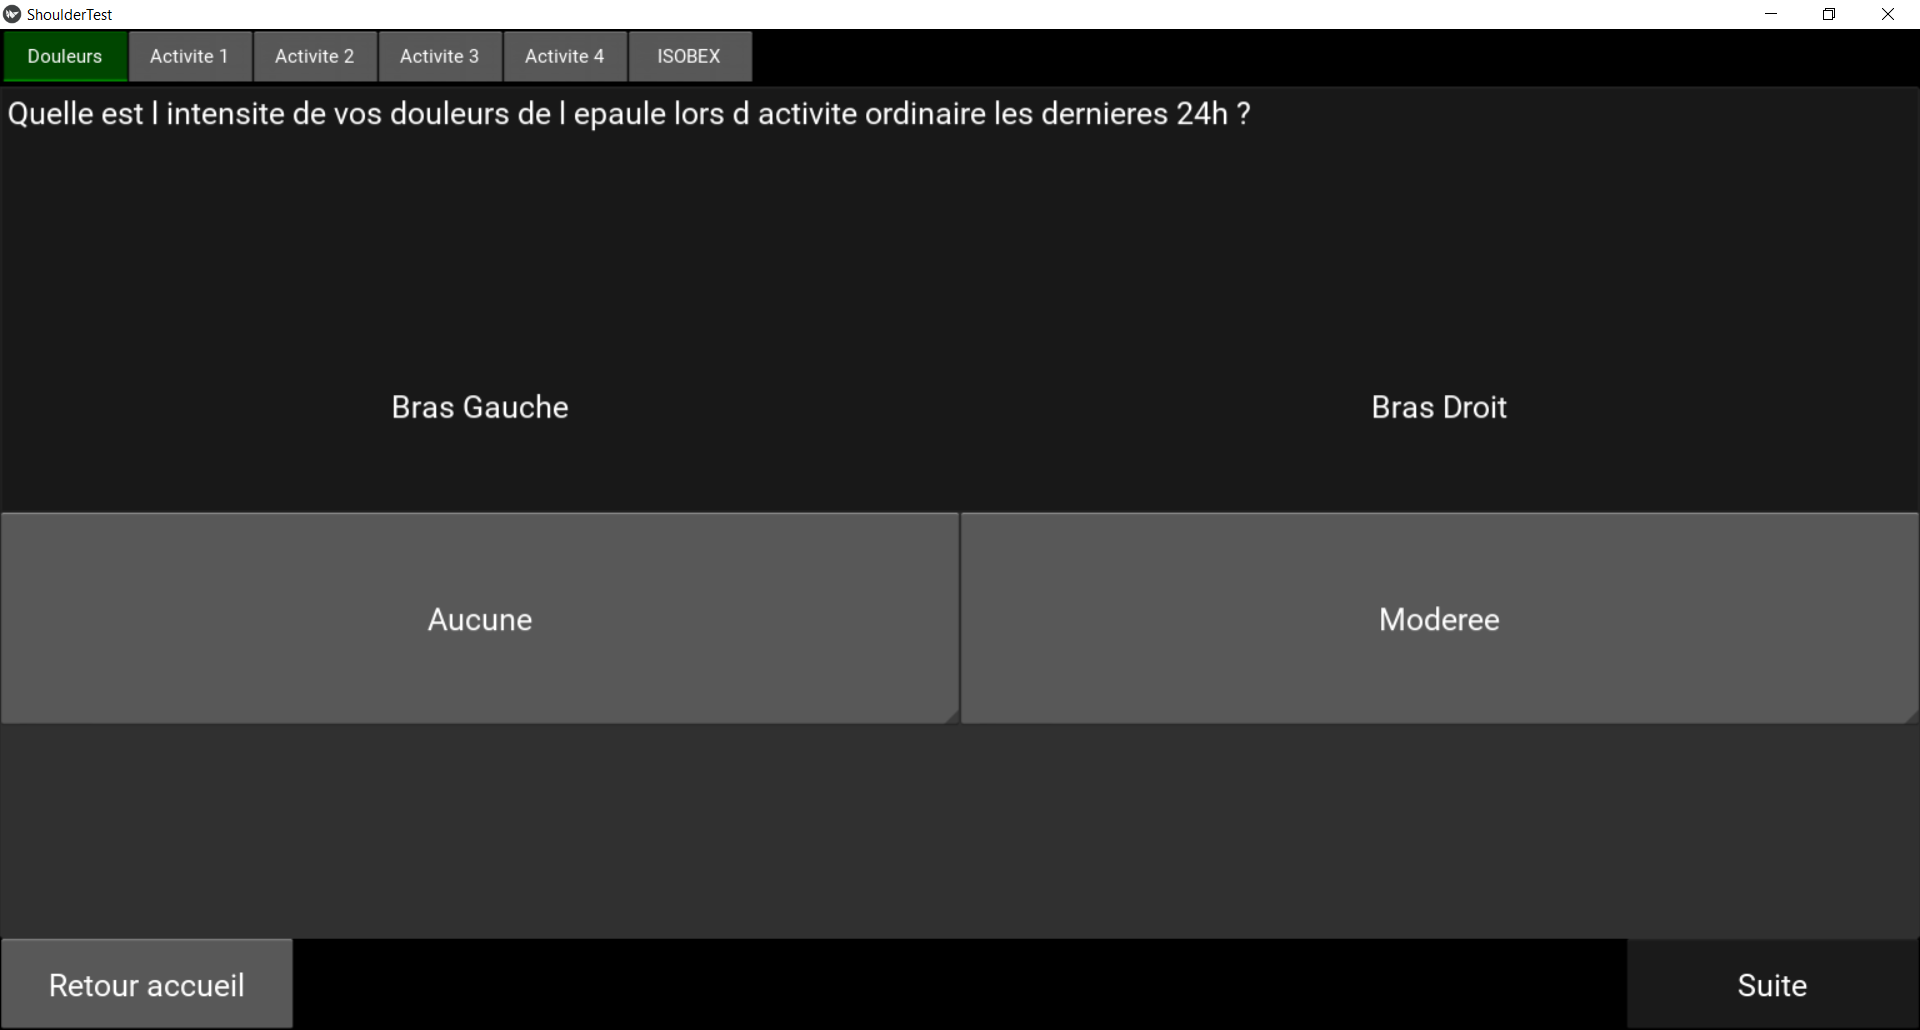 ShoulderTest
Douleurs Activite 1 Activite 2 Activite 3 Activite 4 ISOBEX
Quelle est l intensite de vos douleurs de l epaule lors d activite ordinaire les dernieres 24h ?
Bras Gauche Bras Droit
Aucune Moderee
Retour accueil Suite